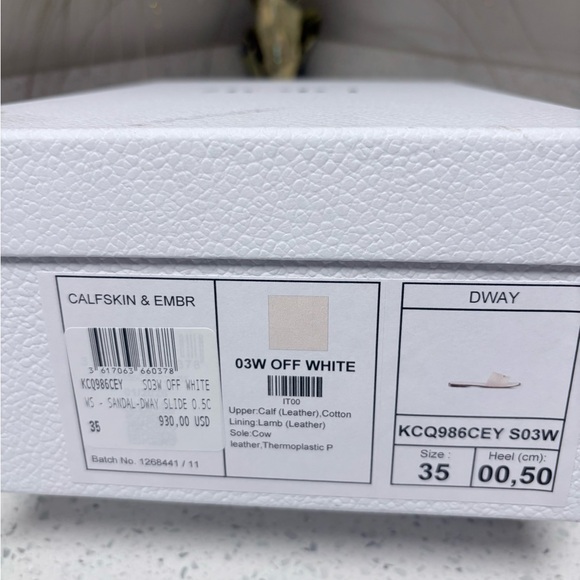 CALFSKIN & EMBR
3 617063 660378
KCQ986CEY S03W OFF WHITE
WS - SANDAL-DWAY SLIDE 0.5C
35 930,00 USD
Batch No. 1268441 / 11
03W OFF WHITE
IT00
Upper:Calf (Leather),Cotton
Lining:Lamb (Leather)
Sole:Cow
leather,Thermoplastic P
DWAY
KCQ986CEY S03W
Size :
35
Heel (cm):
00,50